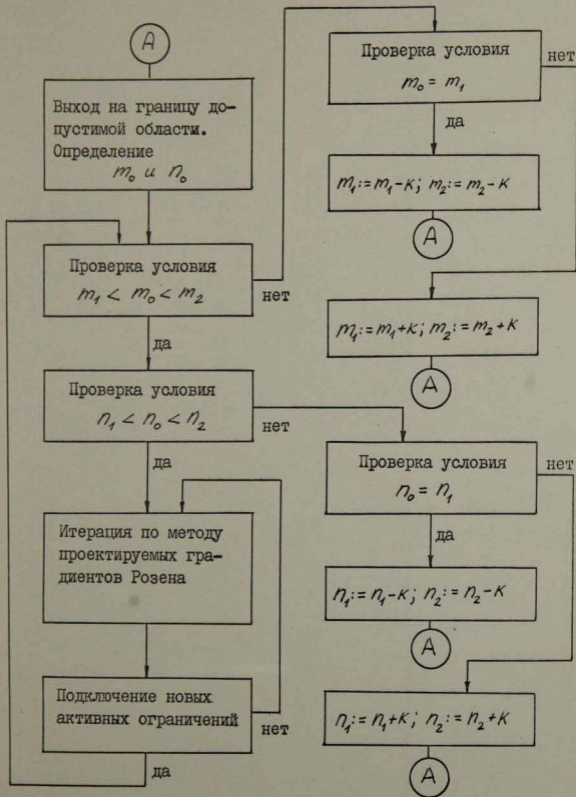 А
Выход на границу до-
пустимой области.
Определение
m₀ и n₀
Проверка условия
m₁ < m₀ < m₂
нет
да
Проверка условия
n₁ < n₀ < n₂
нет
да
Итерация по методу
проектируемых гра-
диентов Розена
Подключение новых
активных ограничений
нет
да
Проверка условия
m₀ = m₁
нет
да
m₁:= m₁-К; m₂:= m₂-К
А
m₁:= m₁+К; m₂:= m₂+К
А
Проверка условия
n₀ = n₁
нет
да
n₁:= n₁-К; n₂:= n₂-К
А
n₁:= n₁+К; n₂:= n₂+К
А